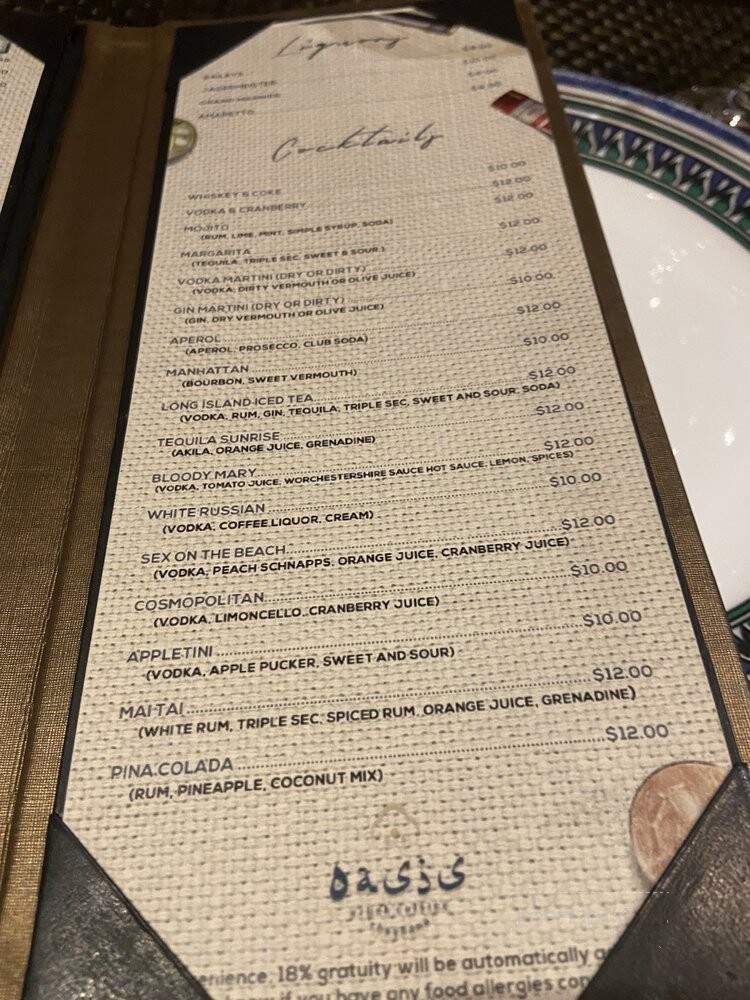 Liquors
BAILEYS
JAGERMEISTER
GRAND MARNIER
AMARETTO
Cocktails
WHISKEY & COKE $10.00
VODKA & CRANBERRY $12.00
MOJITO $12.00
(RUM, LIME, MINT, SIMPLE SYRUP, SODA)
MARGARITA $12.00
(TEQUILA, TRIPLE SEC, SWEET & SOUR)
VODKA MARTINI (DRY OR DIRTY) $12.00
(VODKA, DIRTY VERMOUTH OR OLIVE JUICE)
GIN MARTINI (DRY OR DIRTY) $10.00
(GIN, DRY VERMOUTH OR OLIVE JUICE)
APEROL $12.00
(APEROL, PROSECCO, CLUB SODA)
MANHATTAN $10.00
(BOURBON, SWEET VERMOUTH)
LONG ISLAND ICED TEA $12.00
(VODKA, RUM, GIN, TEQUILA, TRIPLE SEC, SWEET AND SOUR, SODA)
TEQUILA SUNRISE $12.00
(AKILA, ORANGE JUICE, GRENADINE)
BLOODY MARY $12.00
(VODKA, TOMATO JUICE, WORCHESTERSHIRE SAUCE HOT SAUCE, LEMON, SPICES)
WHITE RUSSIAN $10.00
(VODKA, COFFEE LIQUOR, CREAM)
SEX ON THE BEACH $12.00
(VODKA, PEACH SCHNAPPS, ORANGE JUICE, CRANBERRY JUICE)
COSMOPOLITAN $10.00
(VODKA, LIMONCELLO, CRANBERRY JUICE)
APPLETINI $10.00
(VODKA, APPLE PUCKER, SWEET AND SOUR)
MAI TAI $12.00
(WHITE RUM, TRIPLE SEC, SPICED RUM, ORANGE JUICE, GRENADINE)
PINA COLADA $12.00
(RUM, PINEAPPLE, COCONUT MIX)
oasis
18% gratuity will be automatically
if you have any food allergies